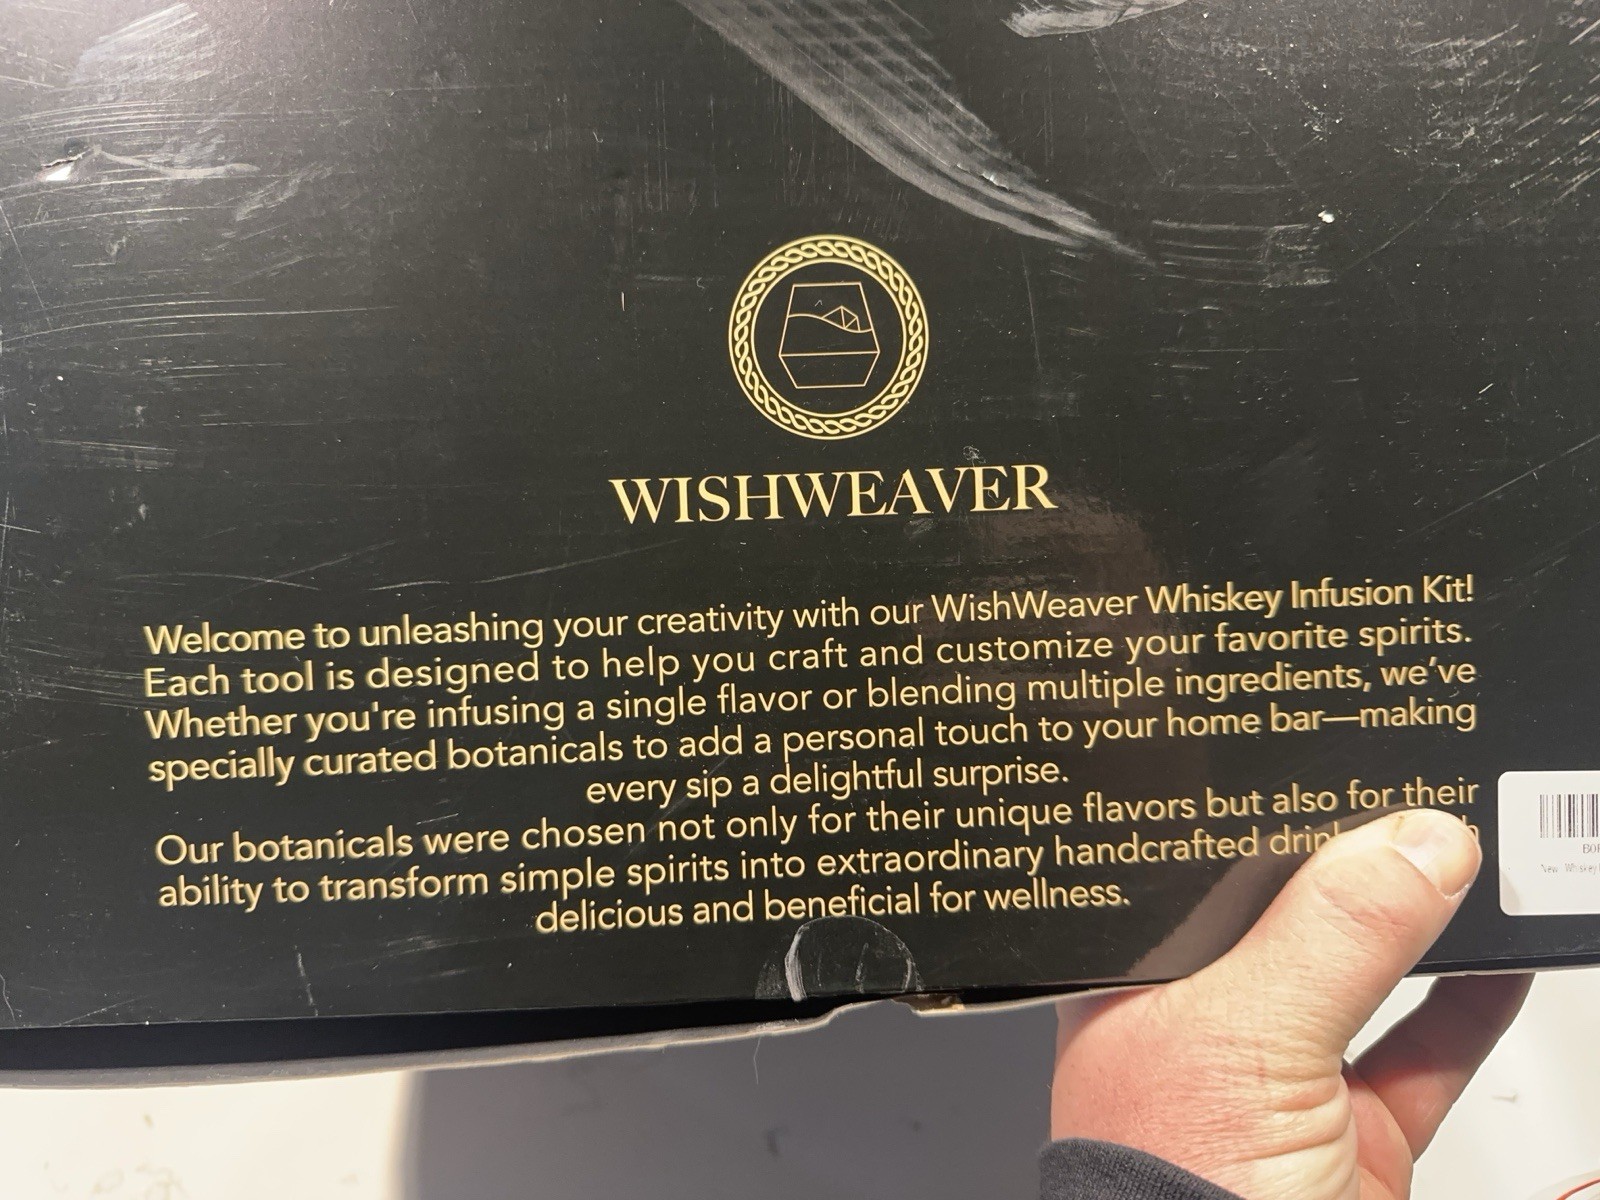 WISHWEAVER
Welcome to unleashing your creativity with our WishWeaver Whiskey Infusion Kit!
Each tool is designed to help you craft and customize your favorite spirits.
Whether you're infusing a single flavor or blending multiple ingredients, we’ve
specially curated botanicals to add a personal touch to your home bar—making
every sip a delightful surprise.
Our botanicals were chosen not only for their unique flavors but also for their
ability to transform simple spirits into extraordinary handcrafted
delicious and beneficial for wellness.
New Whiskey